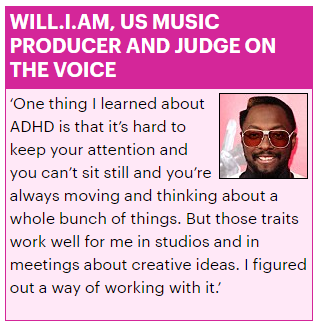 WILL.I.AM, US MUSIC
PRODUCER AND JUDGE ON
THE VOICE
‘One thing I learned about
ADHD is that it’s hard to
keep your attention and
you can’t sit still and you’re
always moving and thinking about a
whole bunch of things. But those traits
work well for me in studios and in
meetings about creative ideas. I figured
out a way of working with it.’